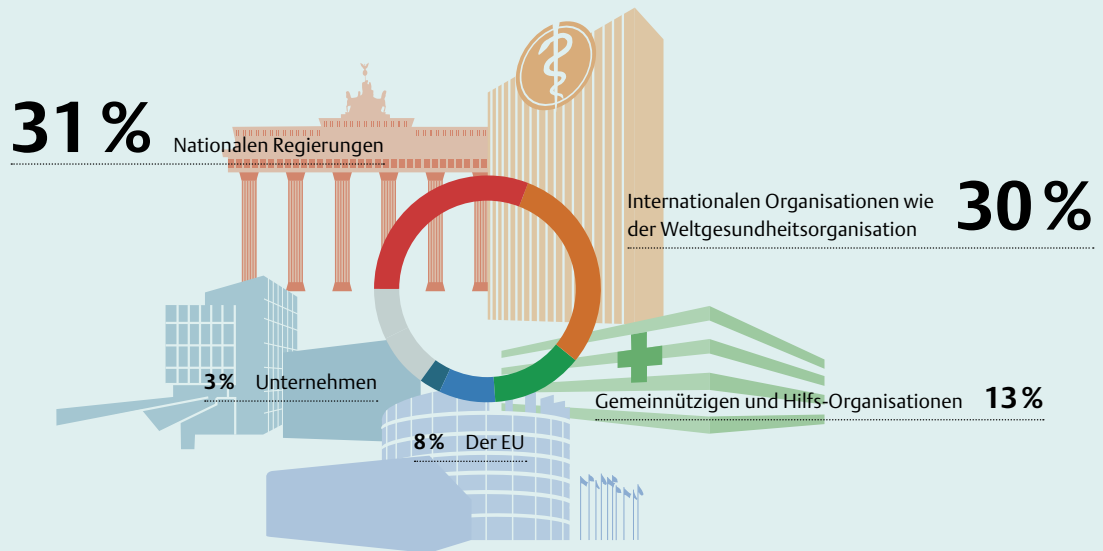 31 % Nationalen Regierungen
Internationalen Organisationen wie
der Weltgesundheitsorganisation
30 %
3 % Unternehmen
Gemeinnützigen und Hilfs-Organisationen 13 %
8 % Der EU